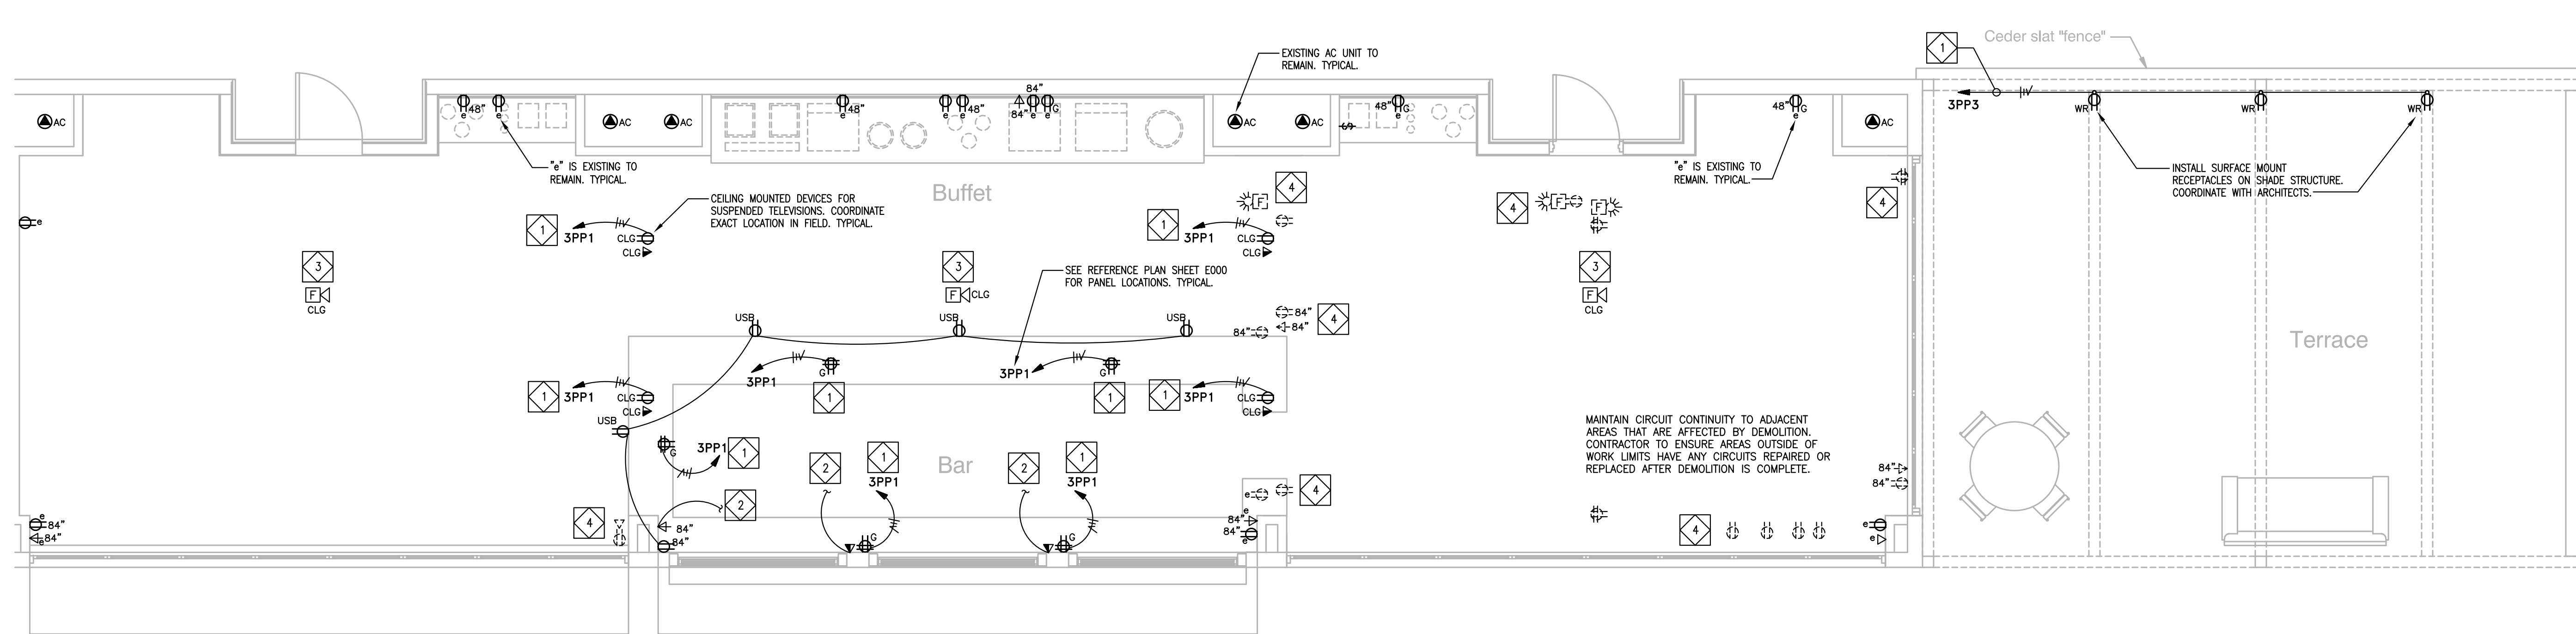 Ceder slat "fence"
1
EXISTING AC UNIT TO
REMAIN. TYPICAL.
3PP3
WR
WR
WR
AC
48"
e
e
AC
AC
48"
e
e
e
48"
84"
84"
e
e
G
AC
AC
48"
G
e
48"
G
e
AC
"e" IS EXISTING TO
REMAIN. TYPICAL.
"e" IS EXISTING TO
REMAIN. TYPICAL.
INSTALL SURFACE MOUNT
RECEPTACLES ON SHADE STRUCTURE.
COORDINATE WITH ARCHITECTS.
CEILING MOUNTED DEVICES FOR
SUSPENDED TELEVISIONS. COORDINATE
EXACT LOCATION IN FIELD. TYPICAL.
Buffet
4
F
4
F
F
4
e
1
3PP1
CLG
CLG
1
3PP1
CLG
CLG
3
F
CLG
3
F
CLG
3
F
CLG
SEE REFERENCE PLAN SHEET E000
FOR PANEL LOCATIONS. TYPICAL.
USB
USB
USB
84"
84"
84"
4
Terrace
3PP1
G
1
3PP1
G
1
1
3PP1
CLG
CLG
1
3PP1
CLG
CLG
USB
G
3PP1
1
2
1
3PP1
2
1
3PP1
Bar
2
MAINTAIN CIRCUIT CONTINUITY TO ADJACENT
AREAS THAT ARE AFFECTED BY DEMOLITION.
CONTRACTOR TO ENSURE AREAS OUTSIDE OF
WORK LIMITS HAVE ANY CIRCUITS REPAIRED OR
REPLACED AFTER DEMOLITION IS COMPLETE.
84"
84"
e
4
e
84"
84"
e
4
84"
G
G
e
84"
84"
e
4
e
e